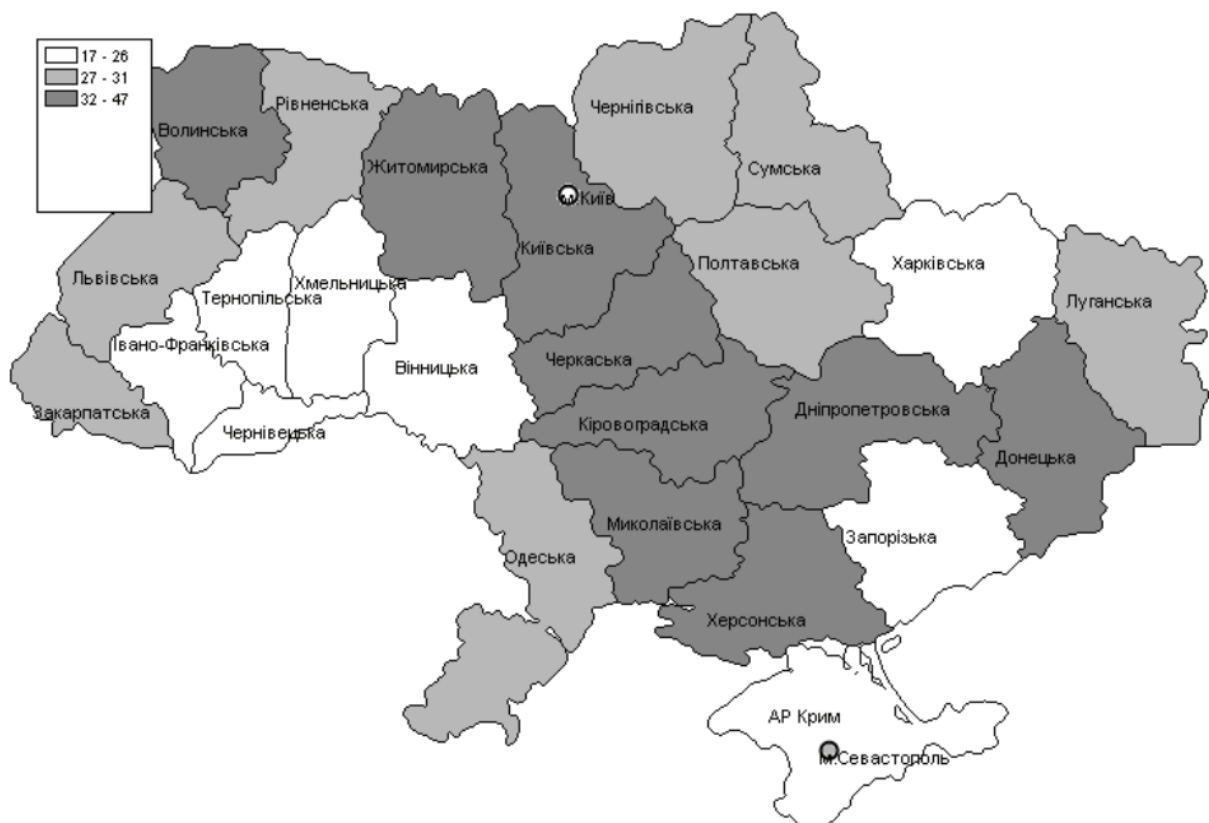 17 - 26
27 - 31
32 - 47
Волинська
Рівненська
Житомирська
Чернігівська
Сумська
м.Київ
Київська
Львівська
Тернопільська
Хмельницька
Полтавська
Харківська
Луганська
Івано-Франківська
Вінницька
Черкаська
Закарпатська
Чернівецька
Кіровоградська
Дніпропетровська
Донецька
Миколаївська
Запорізька
Одеська
Херсонська
АР Крим
м.Севастополь